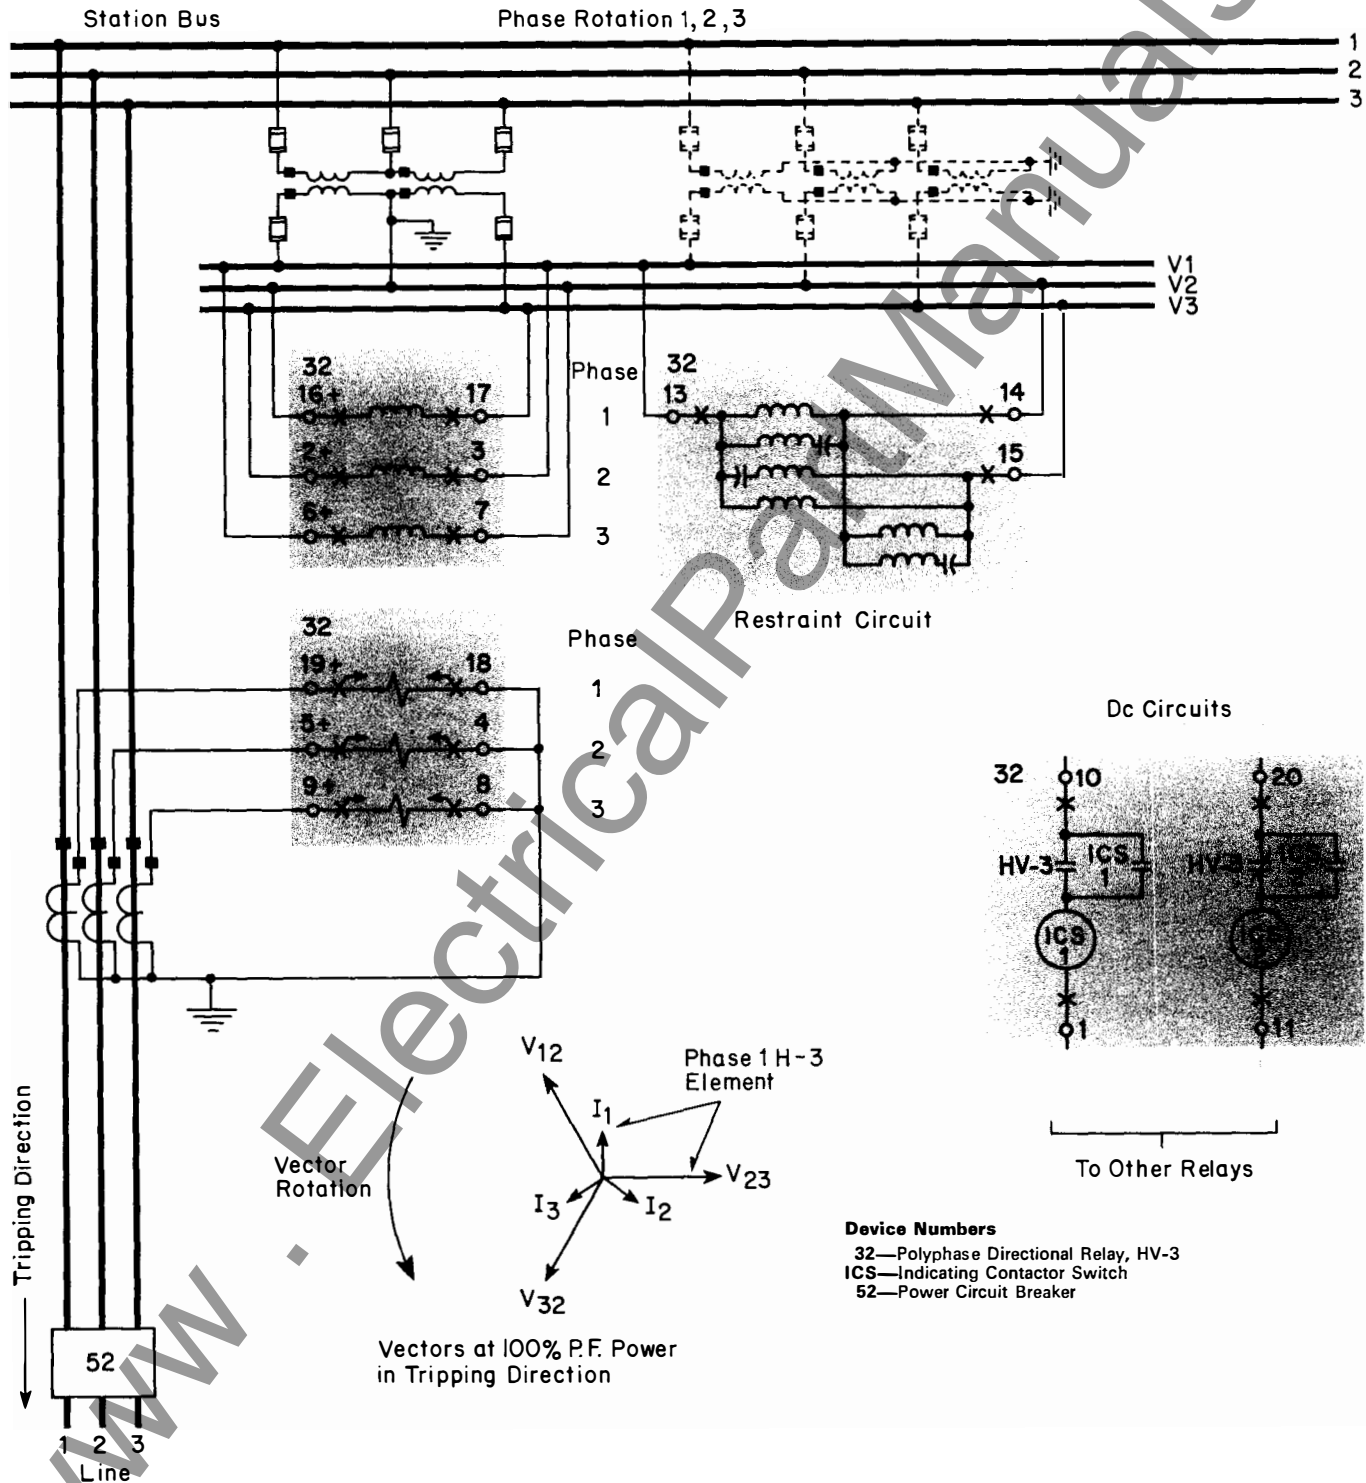 Station Bus
Phase Rotation 1, 2, 3
1
2
3
V1
V2
V3
32
16+
17
Phase
1
2+
3
2
6+
7
3
32
13
14
15
Restraint Circuit
32
Phase
19+
18
1
5+
4
2
9+
8
3
Dc Circuits
32
10
20
HV-3
ICS
1
HV-3
ICS
1
ICS
1
11
V12
Phase 1 H-3
Element
I1
Vector
Rotation
V23
I3
I2
V32
To Other Relays
Tripping Direction
Device Numbers
32—Polyphase Directional Relay, HV-3
ICS—Indicating Contactor Switch
52—Power Circuit Breaker
Vectors at 100% P.F. Power
in Tripping Direction
52
1 2 3
Line
www . ElectricalPartManuals